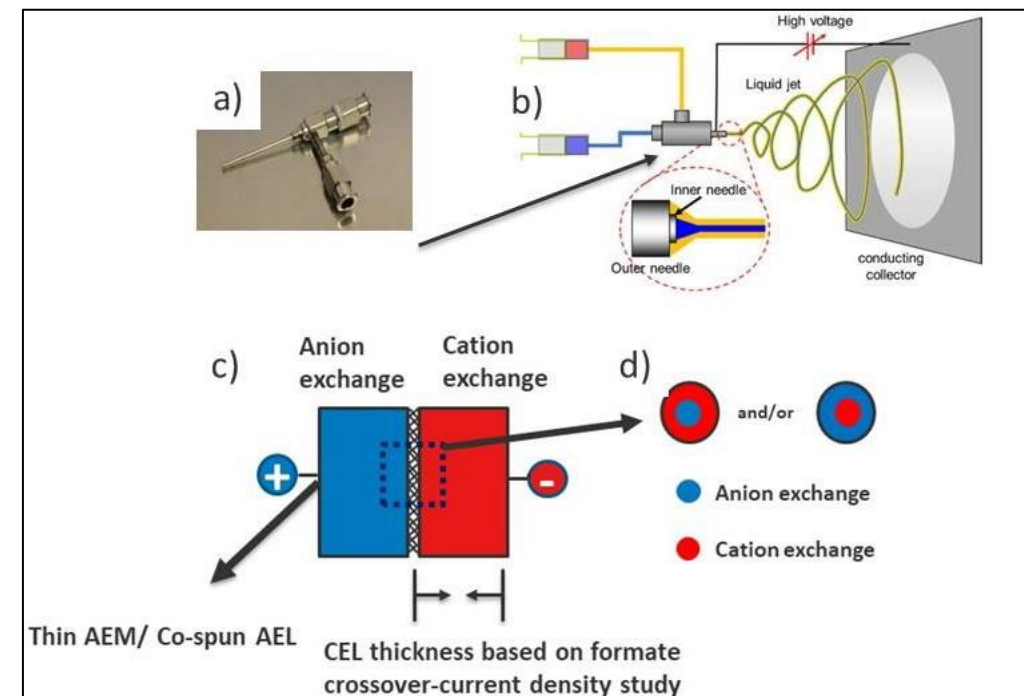 a)
b)
High voltage
Liquid jet
Inner needle
Outer needle
conducting
collector
c)
Anion
exchange
Cation
exchange
d)
and/or
+
-
Anion exchange
Cation exchange
Thin AEM/ Co-spun AEL
CEL thickness based on formate
crossover-current density study